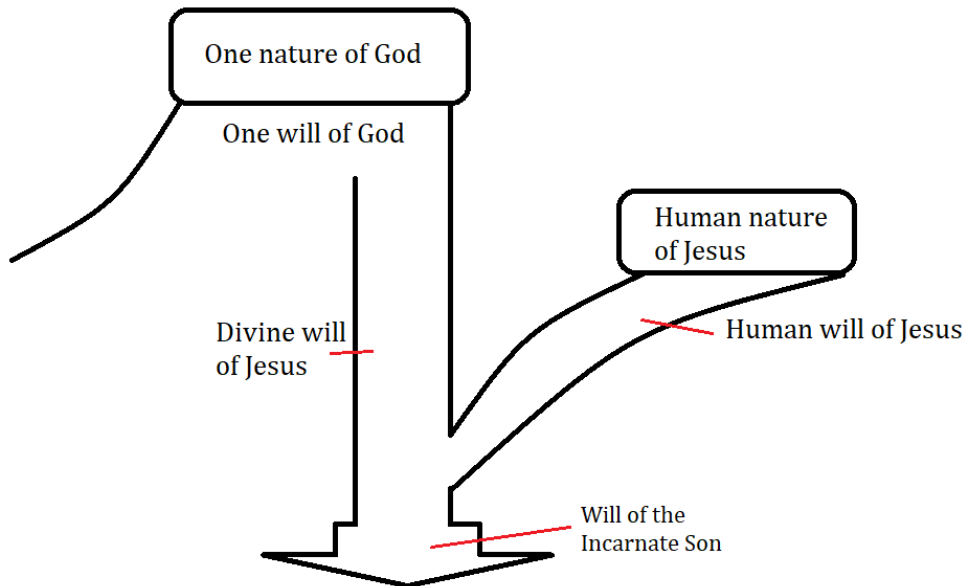 One nature of God
One will of God
Human nature
of Jesus
Divine will
of Jesus
Human will of Jesus
Will of the
Incarnate Son